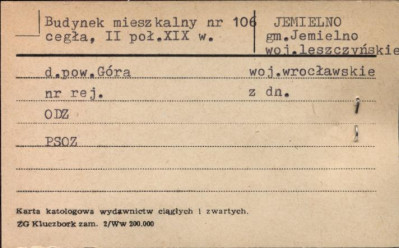 Budynek mieszkalny nr 106
cegła, II poł.XIX w.
JEMIELNO
gm.Jemielno
woj.leszczyńskie
d.pow.Góra
woj.wrocławskie
nr rej.
z dn.
ODZ
PSOZ
Karta katologowa wydawnictw ciągłych i zwartych.
ZG Kluczbork zam. 2/Ww 200.000